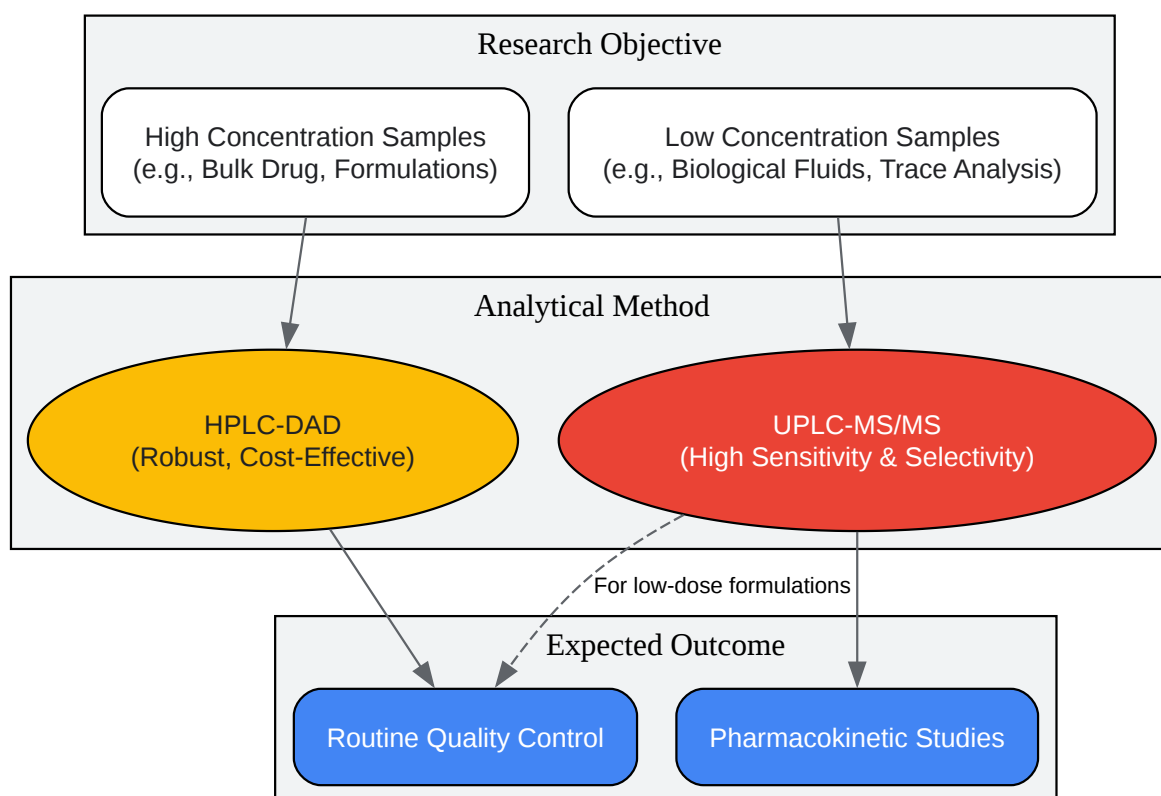 Research Objective
High Concentration Samples
(e.g., Bulk Drug, Formulations)
Low Concentration Samples
(e.g., Biological Fluids, Trace Analysis)
Analytical Method
HPLC-DAD
(Robust, Cost-Effective)
UPLC-MS/MS
(High Sensitivity & Selectivity)
For low-dose formulations
Expected Outcome
Routine Quality Control
Pharmacokinetic Studies